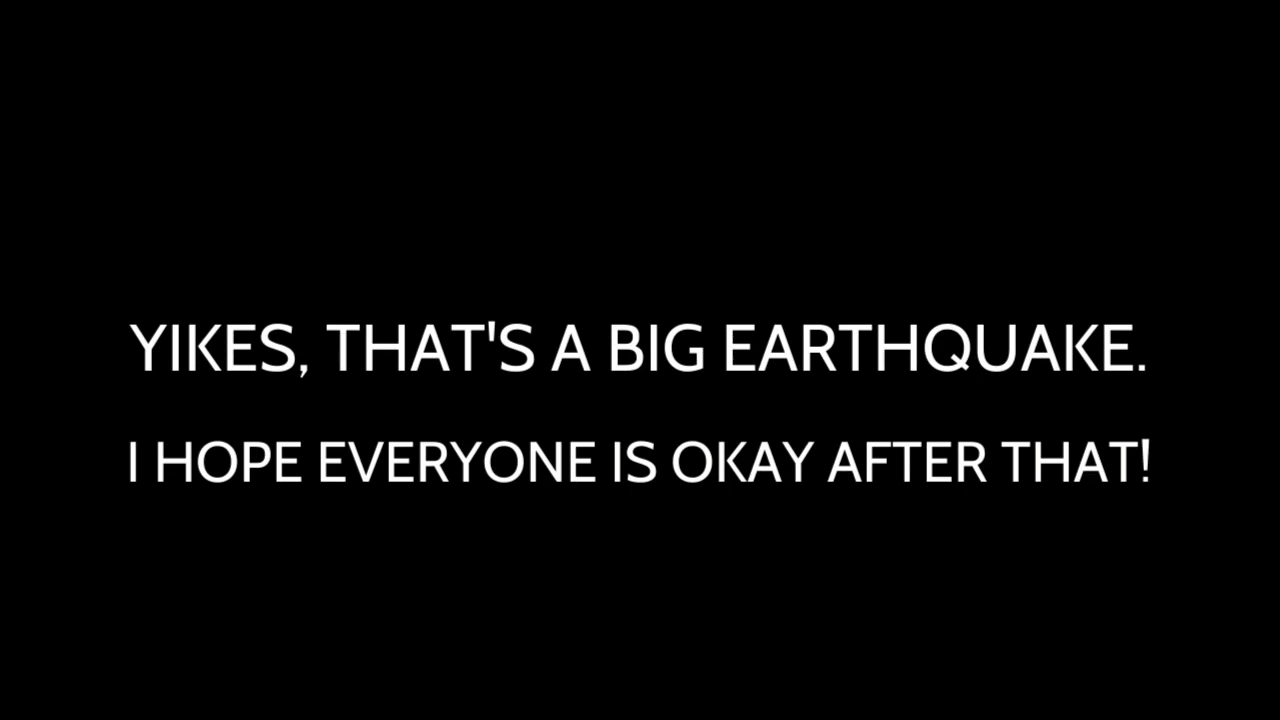 YIKES, THAT'S A BIG EARTHQUAKE.
I HOPE EVERYONE IS OKAY AFTER THAT!